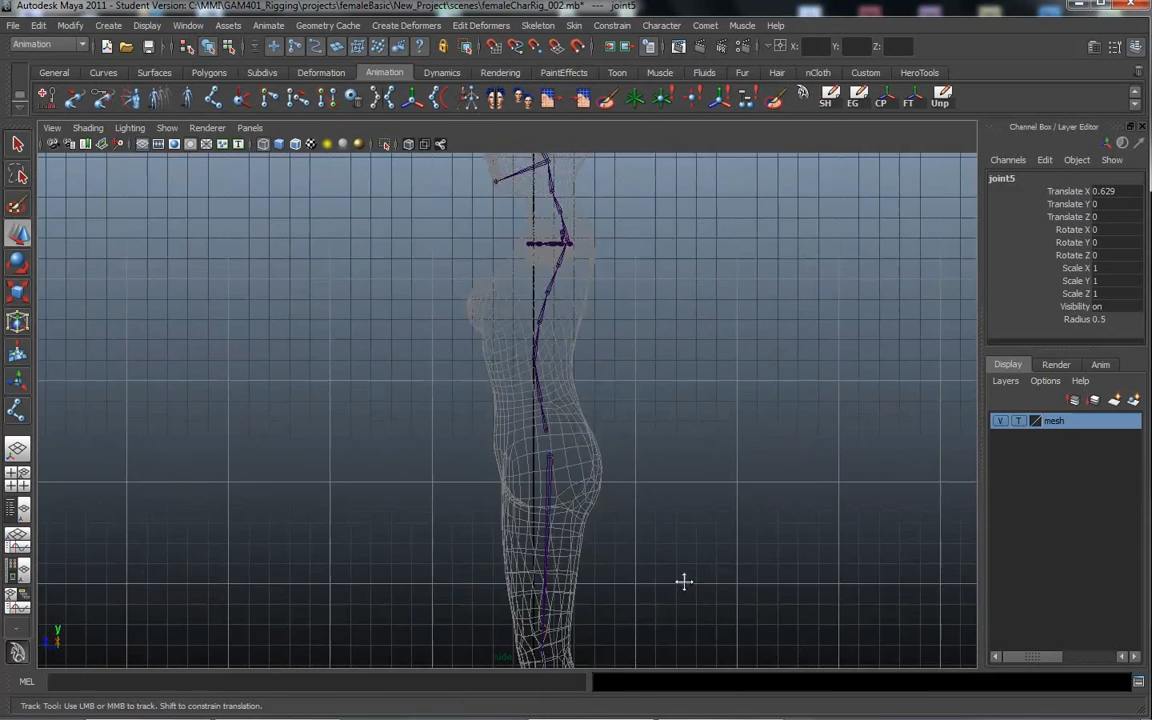 Autodesk Maya 2011 - Student Version: C:\MMI\GAM401_Rigging\projects\femaleBasic\New_Project\scenes\femaleCharRig_002.mb* --- joint5
File Edit Modify Create Display Window Assets Animate Geometry Cache Create Deformers Edit Deformers Skeleton Skin Constrain Character Comet Muscle Help
Animation X: Y: Z:
General Curves Surfaces Polygons Subdivs Deformation Animation Dynamics Rendering PaintEffects Toon Muscle Fluids Fur Hair nCloth Custom HeroTools
SH EG CP FT Unp
View Shading Lighting Show Renderer Panels
Channel Box / Layer Editor
Channels Edit Object Show
joint5
Translate X 0.629
Translate Y 0
Translate Z 0
Rotate X 0
Rotate Y 0
Rotate Z 0
Scale X 1
Scale Y 1
Scale Z 1
Visibility on
Radius 0.5
Display Render Anim
Layers Options Help
V T mesh
y
side
MEL
Track Tool: Use LMB or MMB to track. Shift to constrain translation.